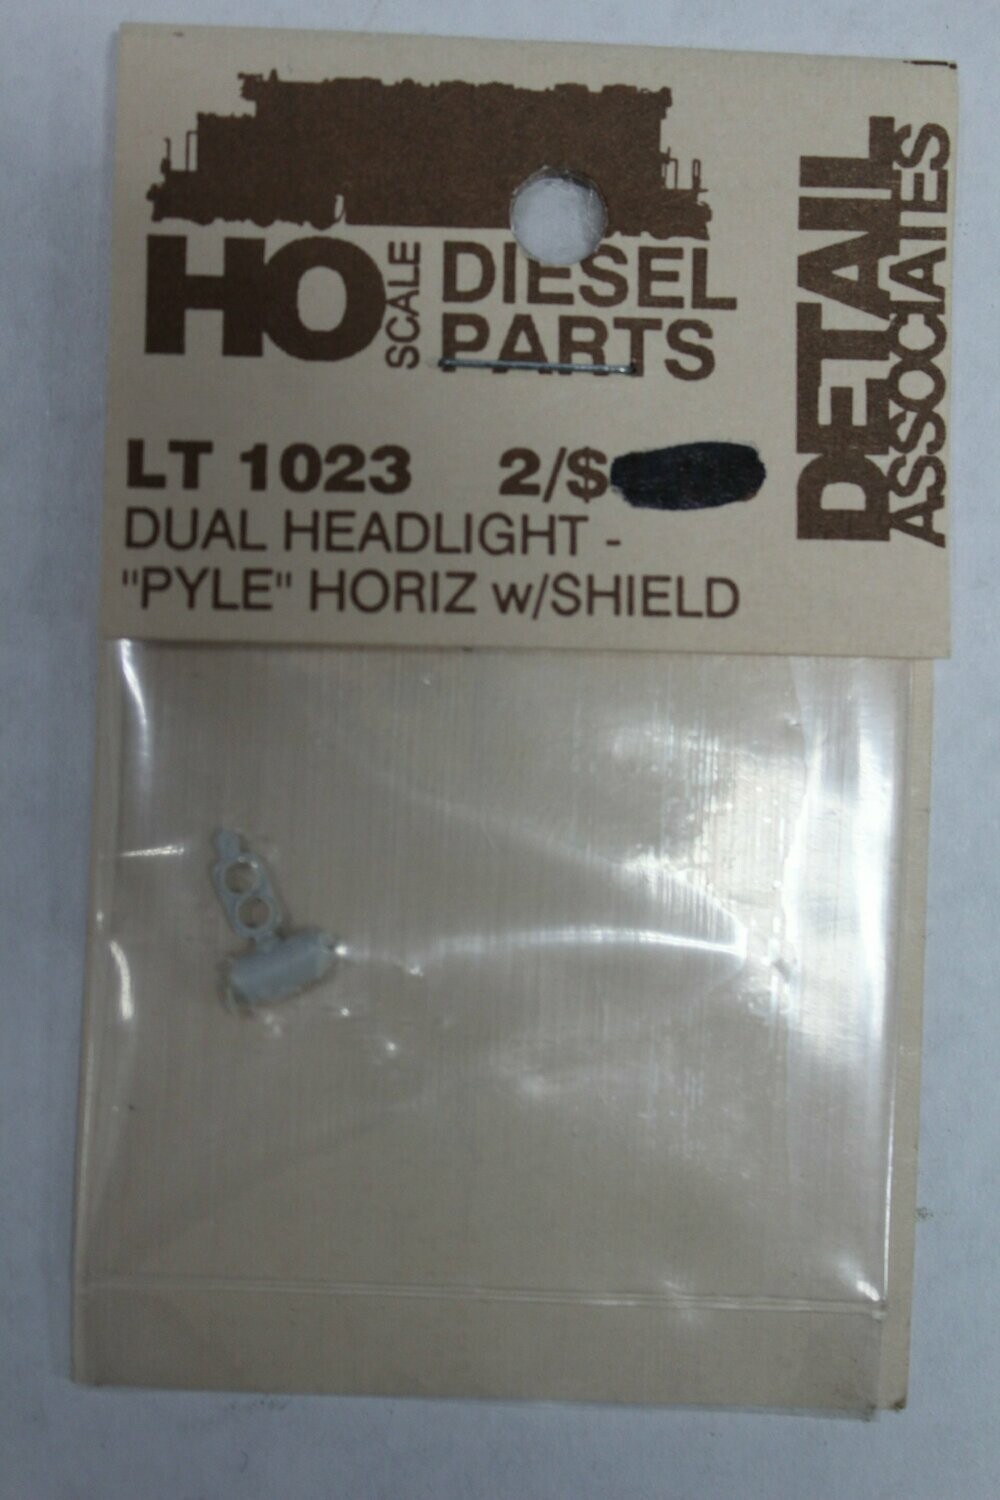 HO SCALE DIESEL
PARTS
DETAIL
ASSOCIATES
LT 1023 2/$
DUAL HEADLIGHT -
"PYLE" HORIZ w/SHIELD